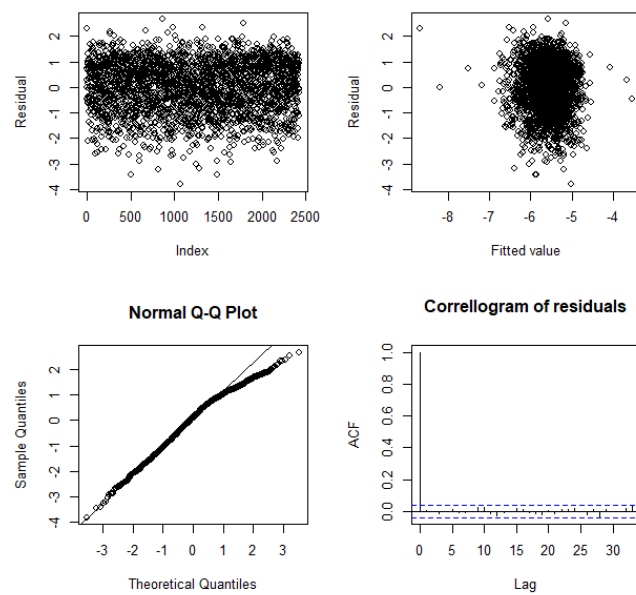 Residual
2
1
0
-1
-2
-3
-4
0 500 1000 1500 2000 2500
Index
Residual
2
1
0
-1
-2
-3
-4
-8 -7 -6 -5 -4
Fitted value
Normal Q-Q Plot
Sample Quantiles
2
1
0
-1
-2
-3
-4
-3 -2 -1 0 1 2 3
Theoretical Quantiles
Correllogram of residuals
ACF
1.0
0.8
0.6
0.4
0.2
0.0
0 5 10 15 20 25 30
Lag